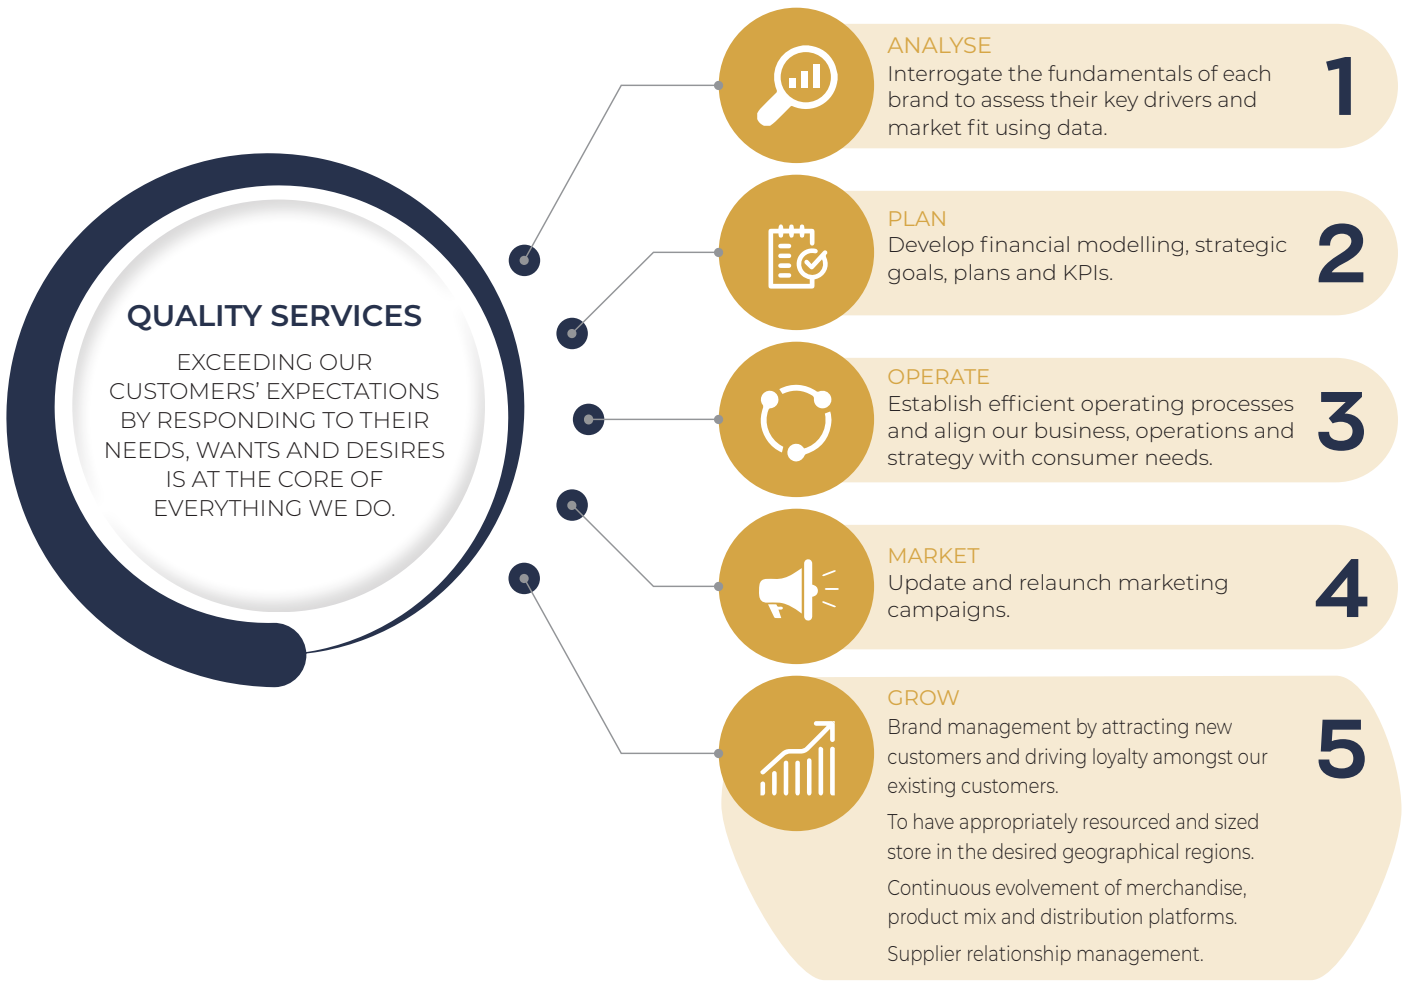 QUALITY SERVICES
EXCEEDING OUR
CUSTOMERS’ EXPECTATIONS
BY RESPONDING TO THEIR
NEEDS, WANTS AND DESIRES
IS AT THE CORE OF
EVERYTHING WE DO.
ANALYSE
Interrogate the fundamentals of each
brand to assess their key drivers and
market fit using data.
1
PLAN
Develop financial modelling, strategic
goals, plans and KPIs.
2
OPERATE
Establish efficient operating processes
and align our business, operations and
strategy with consumer needs.
3
MARKET
Update and relaunch marketing
campaigns.
4
GROW
Brand management by attracting new
customers and driving loyalty amongst our
existing customers.
To have appropriately resourced and sized
store in the desired geographical regions.
Continuous evolvement of merchandise,
product mix and distribution platforms.
Supplier relationship management.
5